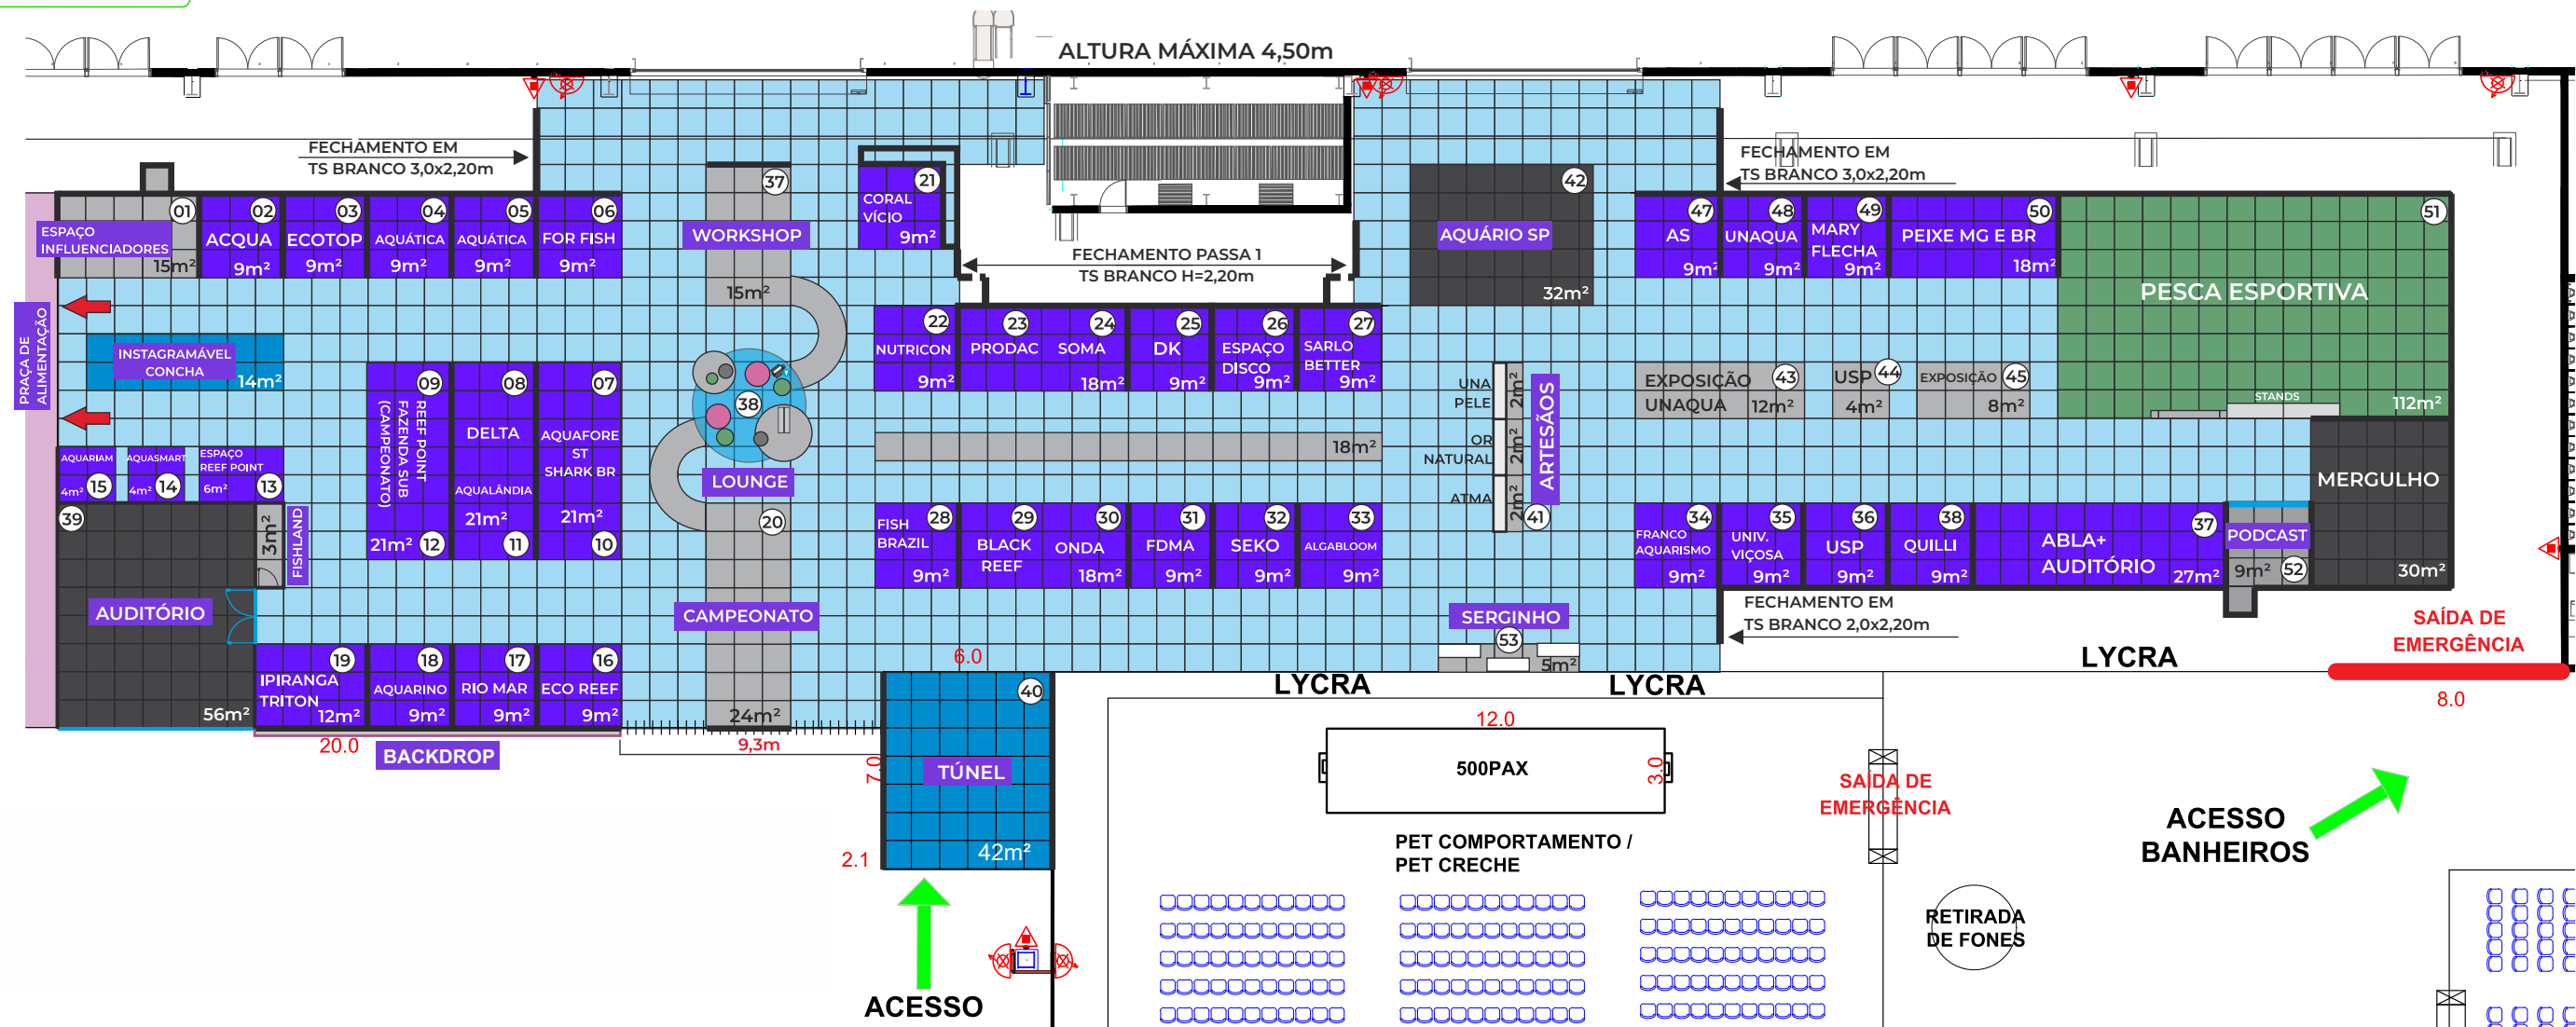 ALTURA MÁXIMA 4,50m
FECHAMENTO EM
TS BRANCO 3,0x2,20m
FECHAMENTO EM
TS BRANCO 3,0x2,20m
ESPAÇO
INFLUENCIADORES
01
15m²
02
ACQUA
9m²
03
ECOTOP
9m²
04
AQUÁTICA
9m²
05
AQUÁTICA
9m²
06
FOR FISH
9m²
37
WORKSHOP
15m²
21
CORAL
VÍCIO
9m²
FECHAMENTO PASSA 1
TS BRANCO H=2,20m
42
AQUÁRIO SP
32m²
47
AS
9m²
48
UNAQUA
9m²
49
MARY
FLECHA
9m²
50
PEIXE MG E BR
18m²
51
PESCA ESPORTIVA
112m²
STANDS
PRAÇA DE
ALIMENTAÇÃO
INSTAGRAMÁVEL
CONCHA
14m²
09
REEF POINT
FAZENDA SUB
(CAMPEONATO)
21m²
12
08
DELTA
AQUALÂNDIA
21m²
11
07
AQUAFORE
ST
SHARK BR
21m²
10
38
LOUNGE
20
CAMPEONATO
24m²
9,3m
22
NUTRICON
9m²
23
PRODAC
24
SOMA
18m²
25
DK
9m²
26
ESPAÇO
DISCO
9m²
27
SARLO
BETTER
9m²
18m²
UNA
PELE
2m²
OR
NATURAL
2m²
ATMA
2m²
ARTESÃOS
41
EXPOSIÇÃO
UNAQUA
43
12m²
USP
44
4m²
EXPOSIÇÃO
45
8m²
MERGULHO
30m²
AQUARIAM
4m²
15
AQUASMART
4m²
14
ESPAÇO
REEF POINT
6m²
13
39
AUDITÓRIO
56m²
3m²
FISHLAND
28
FISH
BRAZIL
9m²
29
BLACK
REEF
30
ONDA
18m²
31
FDMA
9m²
32
SEKO
9m²
33
ALGABLOOM
9m²
34
FRANCO
AQUARISMO
9m²
35
UNIV.
VIÇOSA
9m²
36
USP
9m²
38
QUILLI
9m²
37
ABLA+
AUDITÓRIO
27m²
PODCAST
9m²
52
FECHAMENTO EM
TS BRANCO 2,0x2,20m
SERGINHO
53
5m²
19
IPIRANGA
TRITON
12m²
18
AQUARINO
9m²
17
RIO MAR
9m²
16
ECO REEF
9m²
20.0
BACKDROP
6.0
40
TÚNEL
42m²
7.0
2.1
ACESSO
LYCRA
LYCRA
LYCRA
SAÍDA DE
EMERGÊNCIA
8.0
12.0
500PAX
3.0
SAÍDA DE
EMERGÊNCIA
PET COMPORTAMENTO /
PET CRECHE
ACESSO
BANHEIROS
RETIRADA
DE FONES